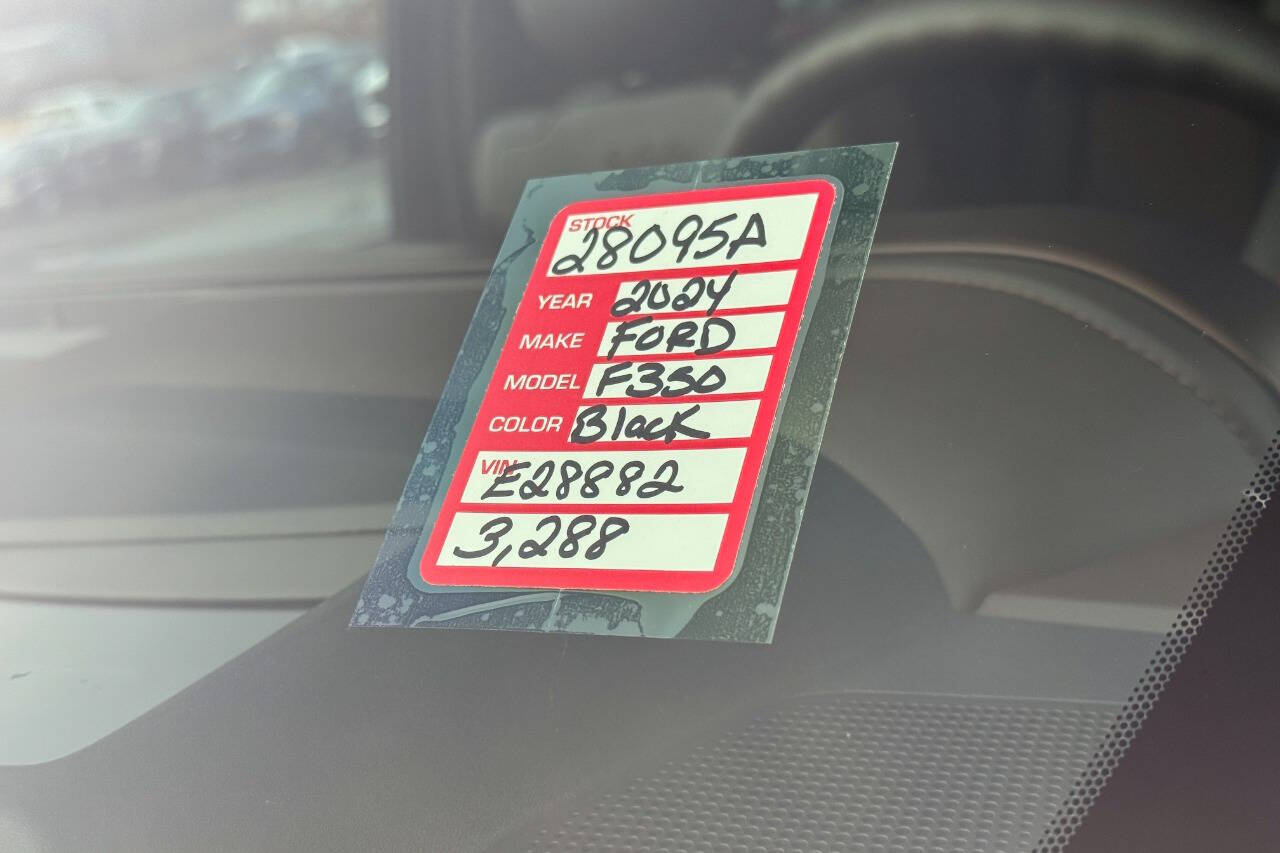 STOCK
28095A
YEAR 2024
MAKE FORD
MODEL F350
COLOR Black
VIN E28882
3,288